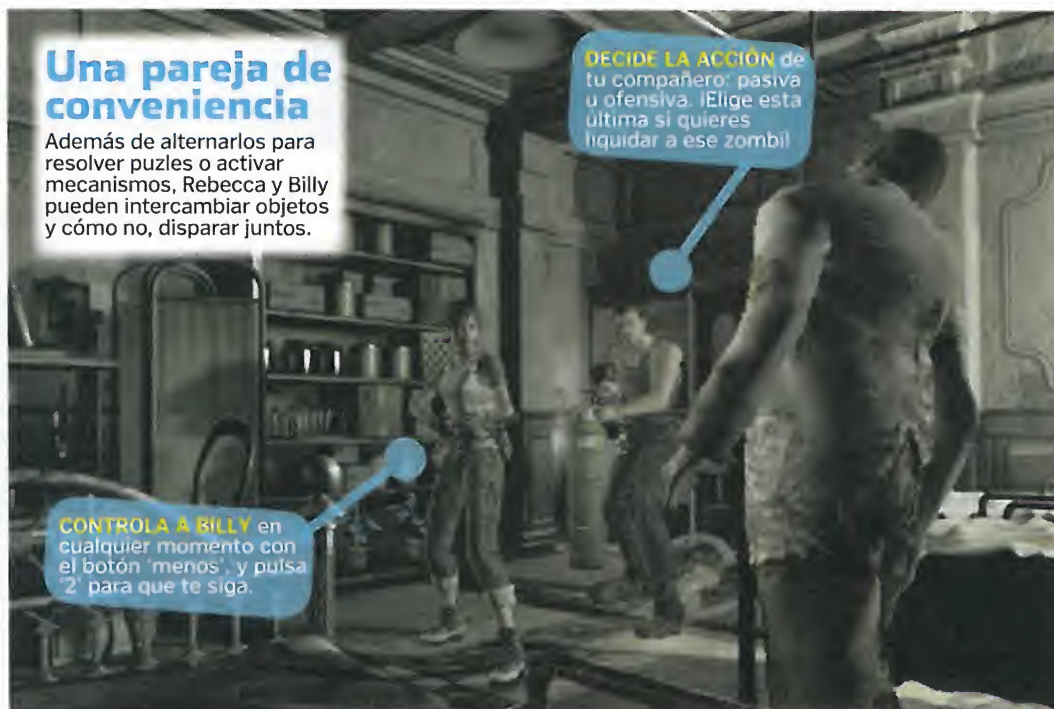 Una pareja de
conveniencia
Además de alternarlos para
resolver puzles o activar
mecanismos, Rebecca y Billy
pueden intercambiar objetos
y cómo no, disparar juntos.
DECIDE LA ACCIÓN de
tu compañero: pasiva
u ofensiva. ¡Elige esta
última si quieres
liquidar a ese zombi!
CONTROLA A BILLY en
cualquier momento con
el botón 'menos', y pulsa
'2' para que te siga.